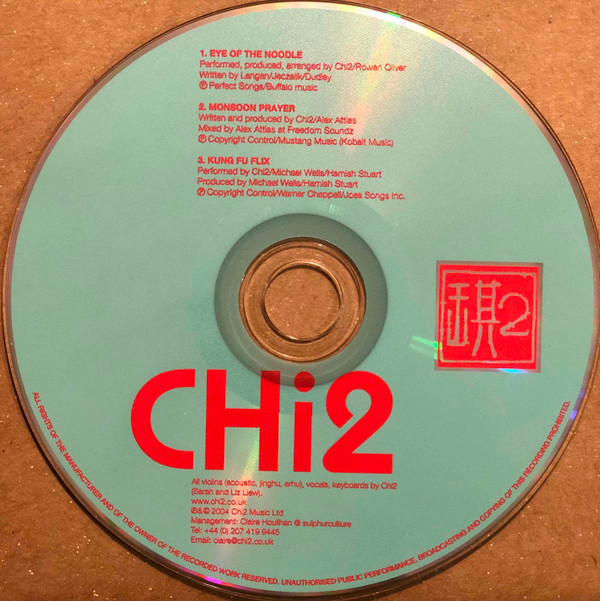 1. EYE OF THE NOODLE
Performed, produced, arranged by Chi2/Rowan Oliver
Written by Langan/Jeczalik/Dudley
℗ Perfect Songs/Buffalo music
2. MONSOON PRAYER
Written and produced by Chi2/Alex Attias
Mixed by Alex Attias at Freedom Soundz
℗ Copyright Control/Mustang Music (Kobalt Music)
3. KUNG FU FLIX
Performed by Chi2/Michael Wells/Hamish Stuart
Produced by Michael Wells/Hamish Stuart
℗ Copyright Control/Warner Chappell/Joes Songs Inc.
琪2
CHi2
All violins (acoustic, jinghu, erhu), vocals, keyboards by Chi2
(Sarah and Liz Liew).
www.chi2.co.uk
℗&© 2004 Chi2 Music Ltd
Management: Claire Houlihan @ sulphurculture
Tel: +44 (0) 207 419 9445
Email: claire@chi2.co.uk
ALL RIGHTS OF THE MANUFACTURER AND OF THE OWNER OF THE RECORDED WORK RESERVED. UNAUTHORISED PUBLIC PERFORMANCE, BROADCASTING AND COPYING OF THIS RECORDING PROHIBITED.